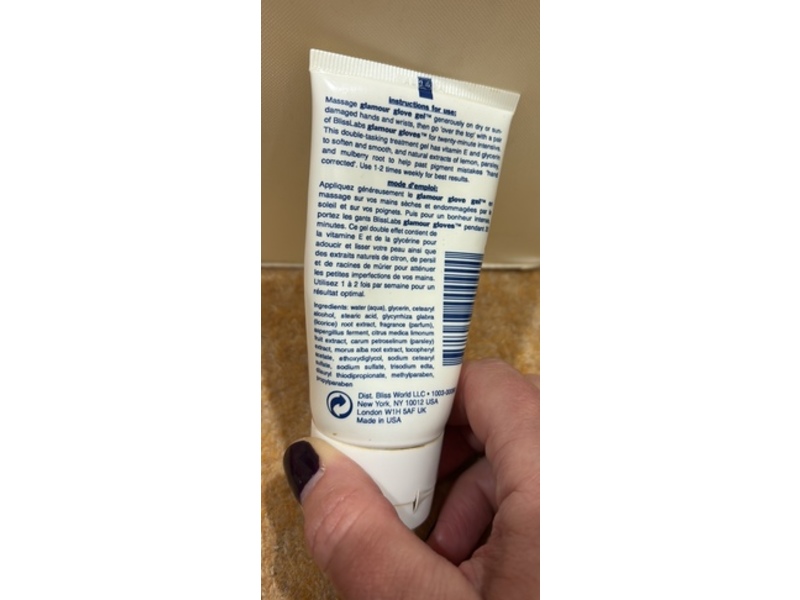 instructions for use:
Massage glamour glove gel™ generously on dry or sun-
damaged hands and wrists, then go 'over the top' with a pair
of BlissLabs glamour gloves™ for twenty-minute intensive.
This double-tasking treatment gel has vitamin E and glycerin
to soften and smooth, and natural extracts of lemon, parsley,
and mulberry root to help past pigment mistakes 'hand
corrected'. Use 1-2 times weekly for best results.
mode d'emploi:
Appliquez généreusement le glamour glove gel™ en
massage sur vos mains sèches et endommagées par le
soleil et sur vos poignets. Puis pour un bonheur intense,
portez les gants BlissLabs glamour gloves™ pendant 20
minutes. Ce gel double effet contient de
la vitamine E et de la glycérine pour
adoucir et lisser votre peau ainsi que
des extraits naturels de citron, de persil
et de racines de mûrier pour atténuer
les petites imperfections de vos mains.
Utilisez 1 à 2 fois par semaine pour un
résultat optimal.
Ingredients: water (aqua), glycerin, cetearyl
alcohol, stearic acid, glycyrrhiza glabra
(licorice) root extract, fragrance (parfum),
aspergillus ferment, citrus medica limonum
fruit extract, carum petroselinum (parsley)
extract, morus alba root extract, tocopheryl
acetate, ethoxydiglycol, sodium cetearyl
sulfate, sodium sulfate, trisodium edta,
dilauryl thiodipropionate, methylparaben,
propylparaben
Dist. Bliss World LLC • 1003-
New York, NY 10012 USA
London W1H 5AF UK
Made in USA